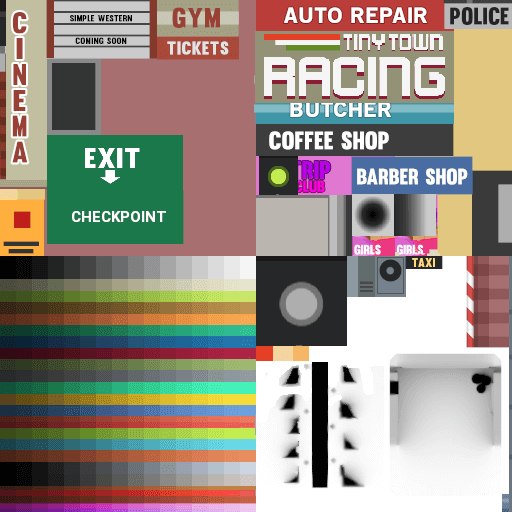 CINEMA
SIMPLE WESTERN
COMING SOON
GYM
TICKETS
EXIT
CHECKPOINT
AUTO REPAIR
POLICE
TINY TOWN
RACING
BUTCHER
COFFEE SHOP
TRIP
CLUB
BARBER SHOP
GIRLS
GIRLS
TAXI